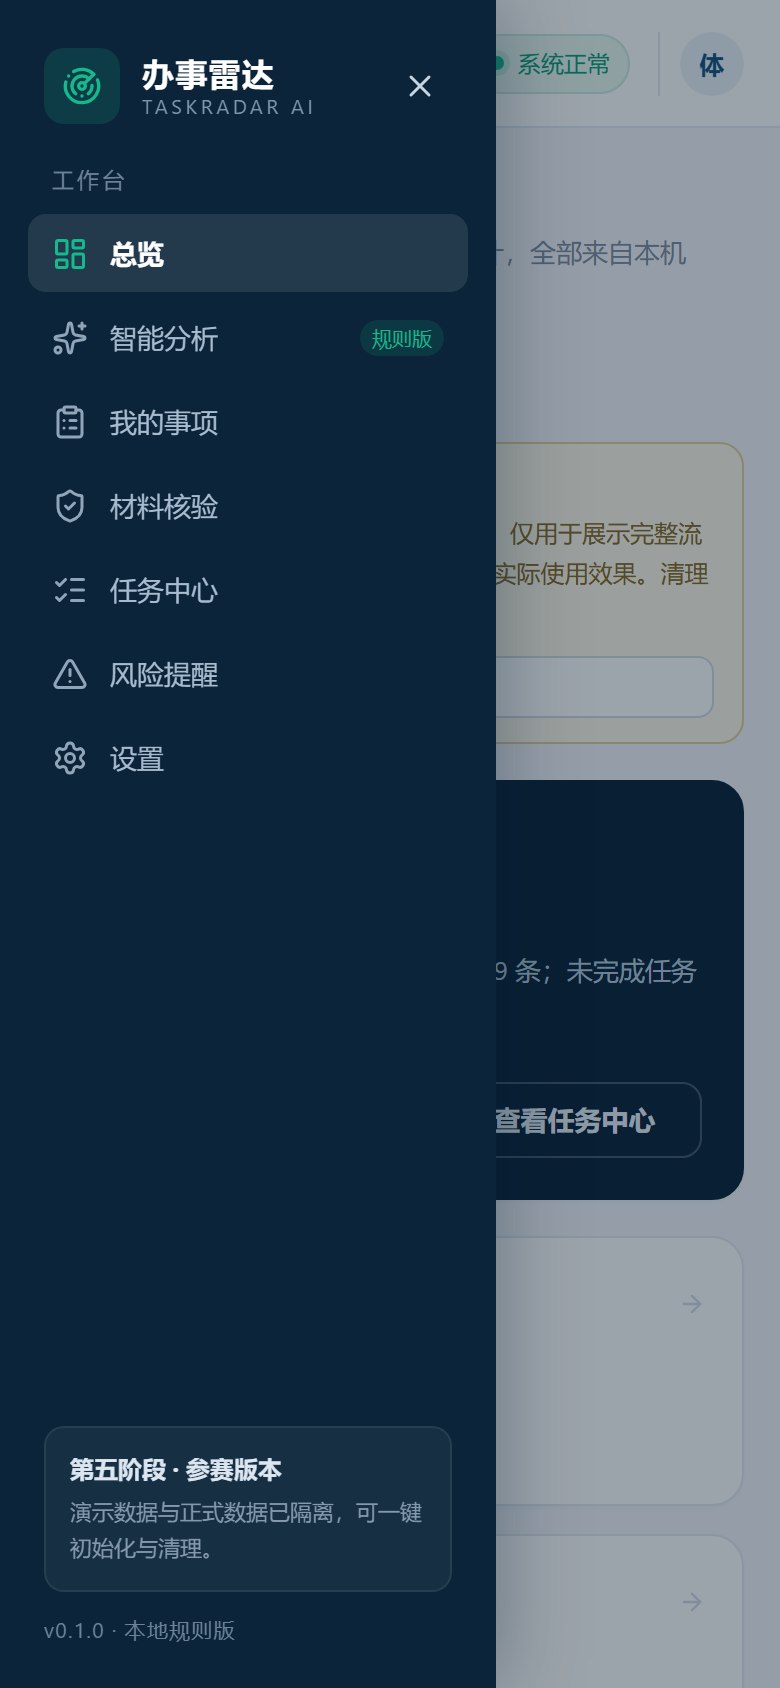 办事雷达
TASKRADAR AI
系统正常
体
工作台
总览
，全部来自本机
智能分析
规则版
我的事项
仅用于展示完整流
材料核验
实际使用效果。清理
任务中心
风险提醒
设置
9 条；未完成任务
查看任务中心
第五阶段 · 参赛版本
演示数据与正式数据已隔离，可一键
初始化与清理。
v0.1.0 · 本地规则版